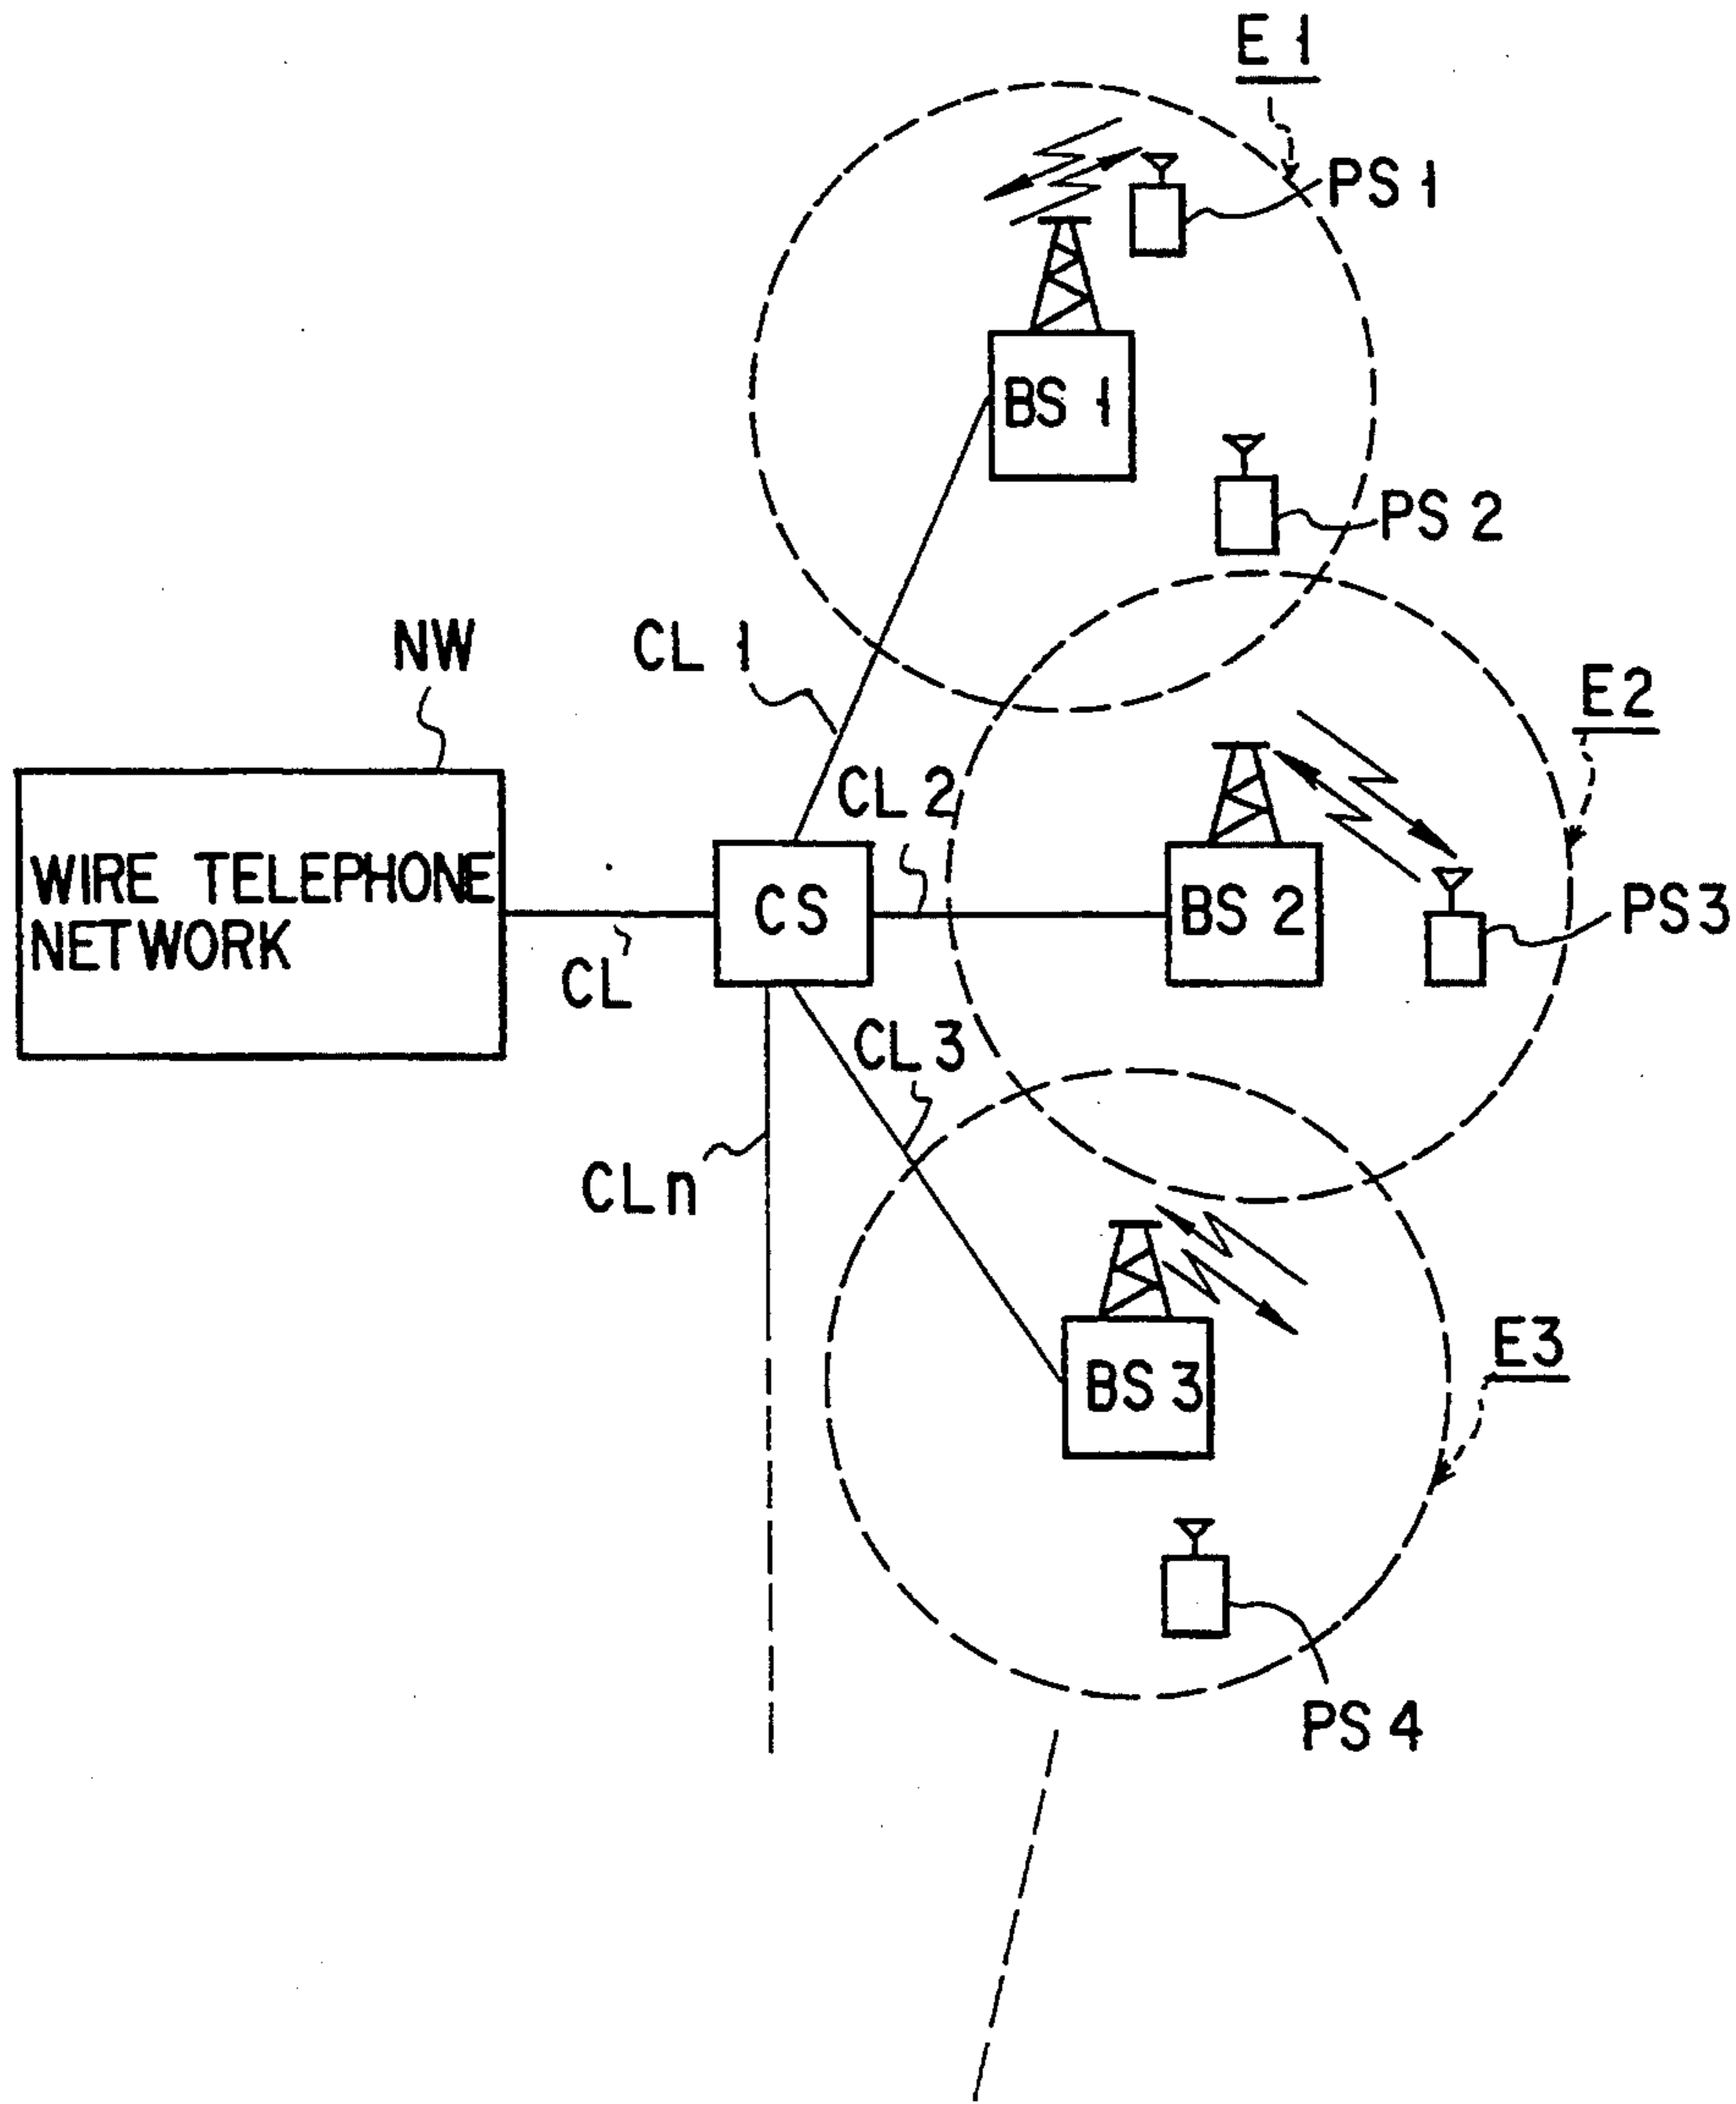 E1
PS1
BS1
PS2
NW
CL1
E2
CL2
WIRE TELEPHONE
NETWORK
CS
BS2
PS3
CL
CL3
CLn
E3
BS3
PS4